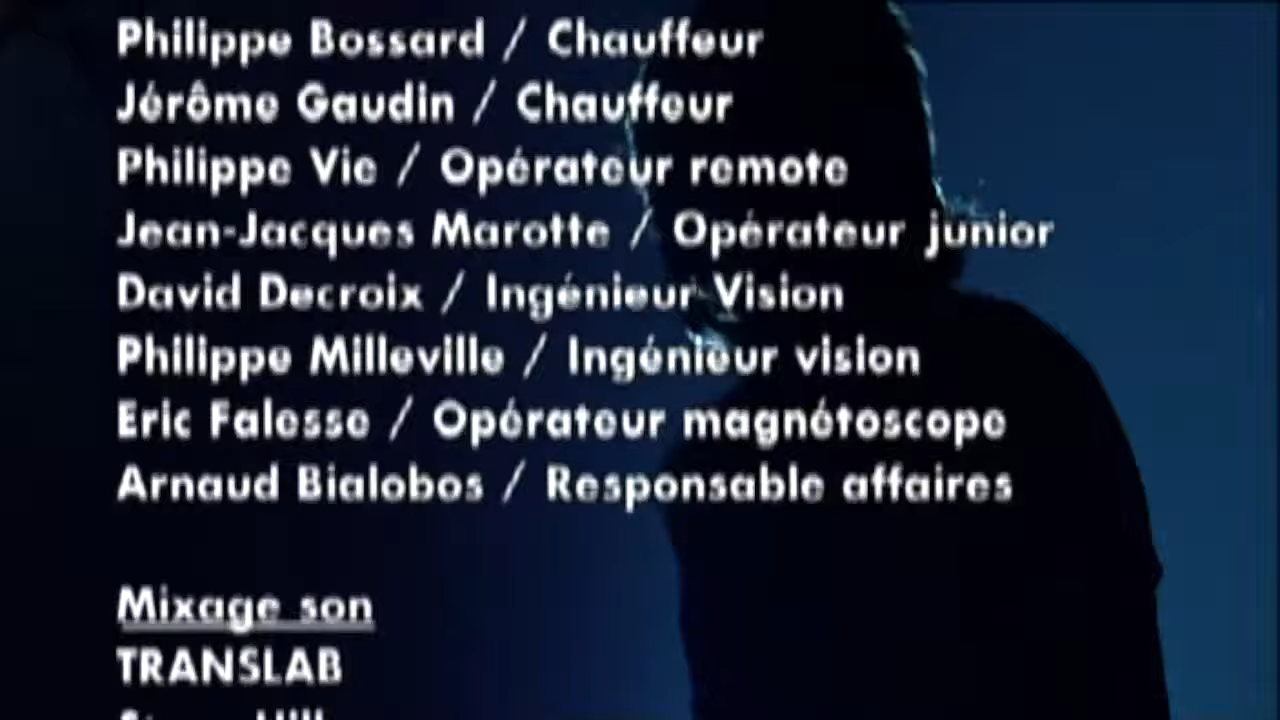 Philippe Bossard / Chauffeur
Jérôme Gaudin / Chauffeur
Philippe Vie / Opérateur remote
Jean-Jacques Marotte / Opérateur junior
David Decroix / Ingénieur Vision
Philippe Milleville / Ingénieur vision
Eric Falesse / Opérateur magnétoscope
Arnaud Bialobos / Responsable affaires
Mixage son
TRANSLAB